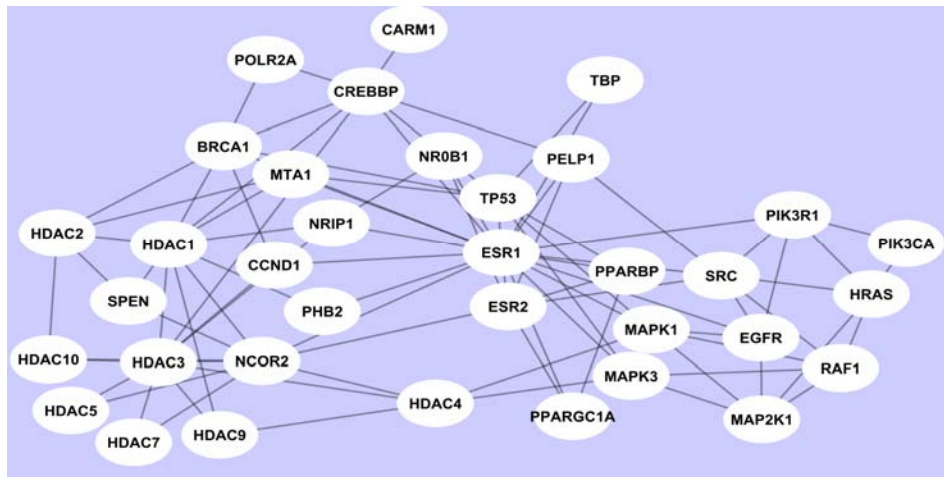 CARM1
POLR2A
TBP
CREBBP
BRCA1
NR0B1
PELP1
MTA1
TP53
PIK3R1
NRIP1
HDAC2
HDAC1
PIK3CA
ESR1
CCND1
PPARBP
SRC
HRAS
SPEN
PHB2
ESR2
MAPK1
EGFR
HDAC10
HDAC3
NCOR2
RAF1
MAPK3
HDAC5
HDAC4
PPARGC1A
MAP2K1
HDAC7
HDAC9